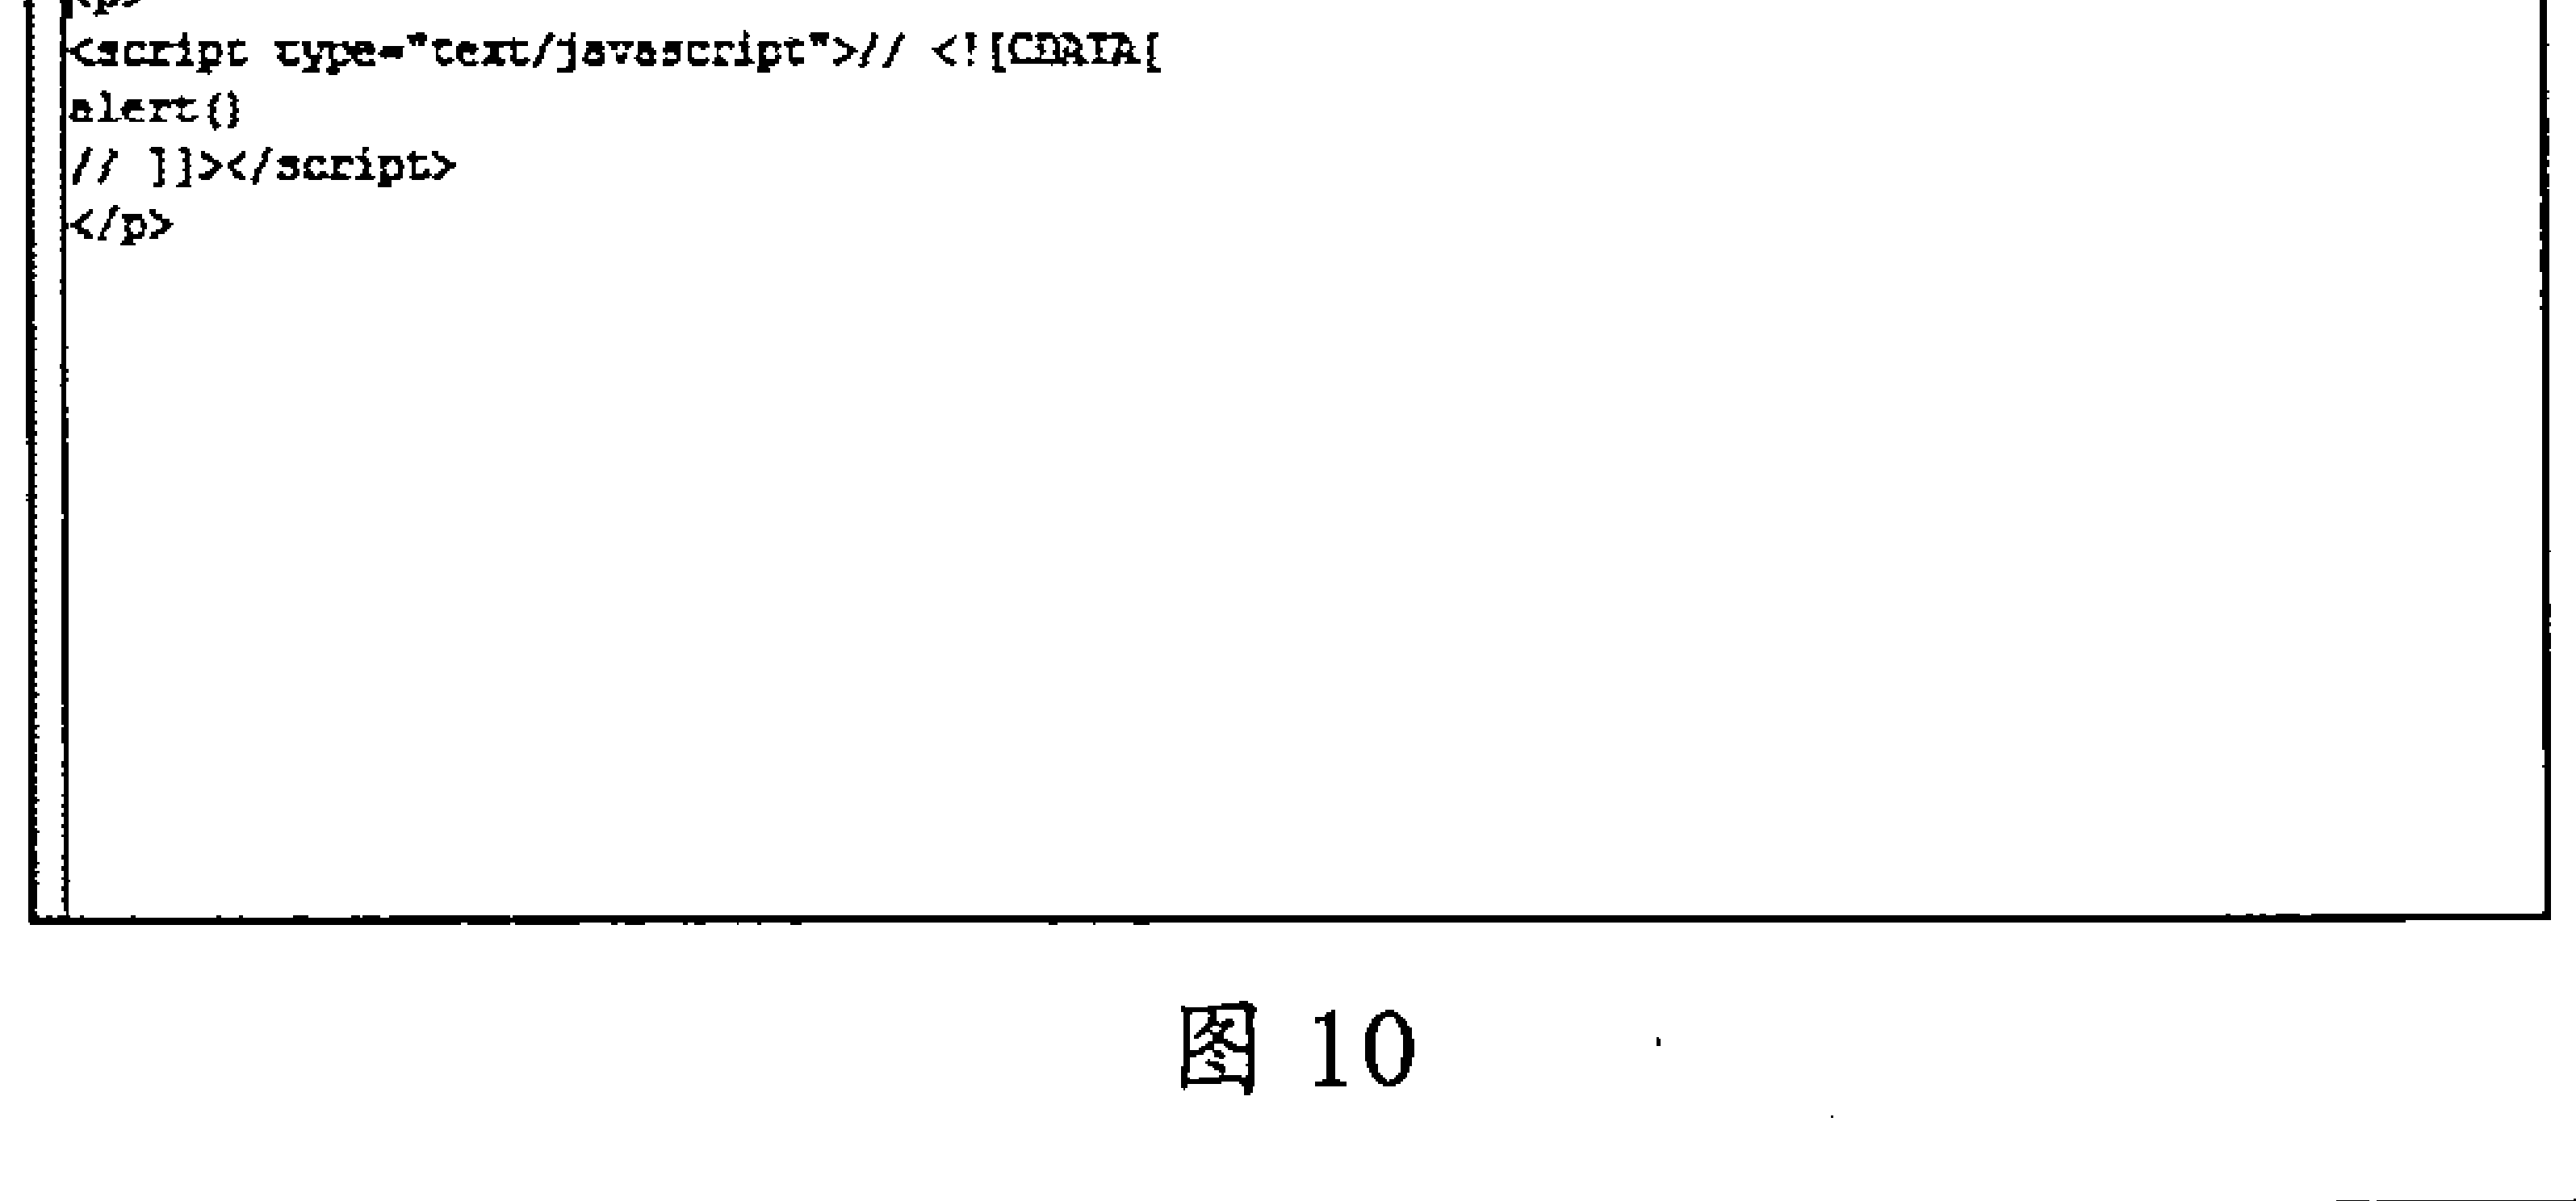 <p>
<script type="text/javascript">// <![CDATA[
alert()
// ]]></script>
</p>
图 10